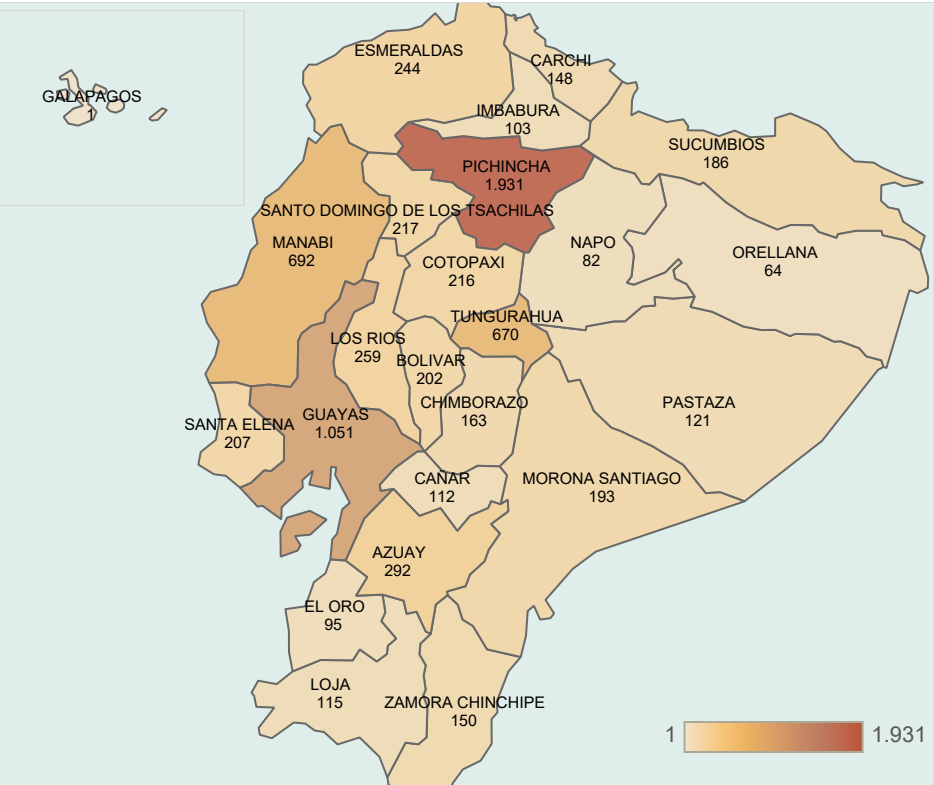 ESMERALDAS
244
CARCHI
148
GALAPAGOS
1
IMBABURA
103
SUCUMBIOS
186
PICHINCHA
1.931
SANTO DOMINGO DE LOS TSACHILAS
217
MANABI
692
NAPO
82
ORELLANA
64
COTOPAXI
216
TUNGURAHUA
670
LOS RIOS
259
BOLIVAR
202
CHIMBORAZO
163
PASTAZA
121
GUAYAS
1.051
SANTA ELENA
207
CAÑAR
112
MORONA SANTIAGO
193
AZUAY
292
EL ORO
95
LOJA
115
ZAMORA CHINCHIPE
150
1 1.931